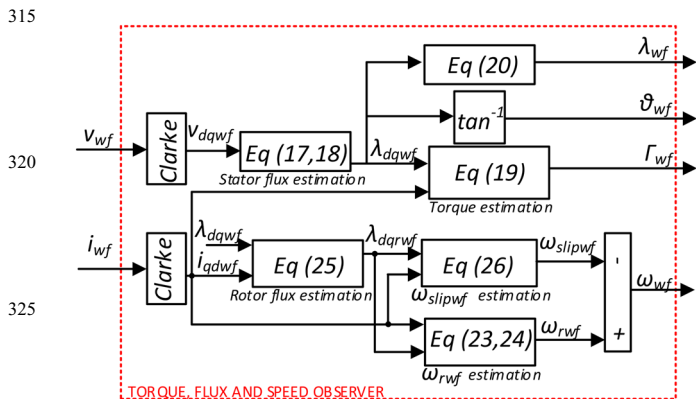 315
λwf
Eq (20)
ϑwf
tan-1
vwf
Clarke
vdqwf
Eq (17,18)
λdqwf
320
Eq (19)
Γwf
Stator flux estimation
Torque estimation
iwf
Clarke
λdqwf
iqdwf
Eq (25)
λdqrwf
Eq (26)
ωslipwf
-
Rotor flux estimation
ωslipwf estimation
ωwf
325
Eq (23,24)
ωrwf
+
ωrwf estimation
TORQUE, FLUX AND SPEED OBSERVER